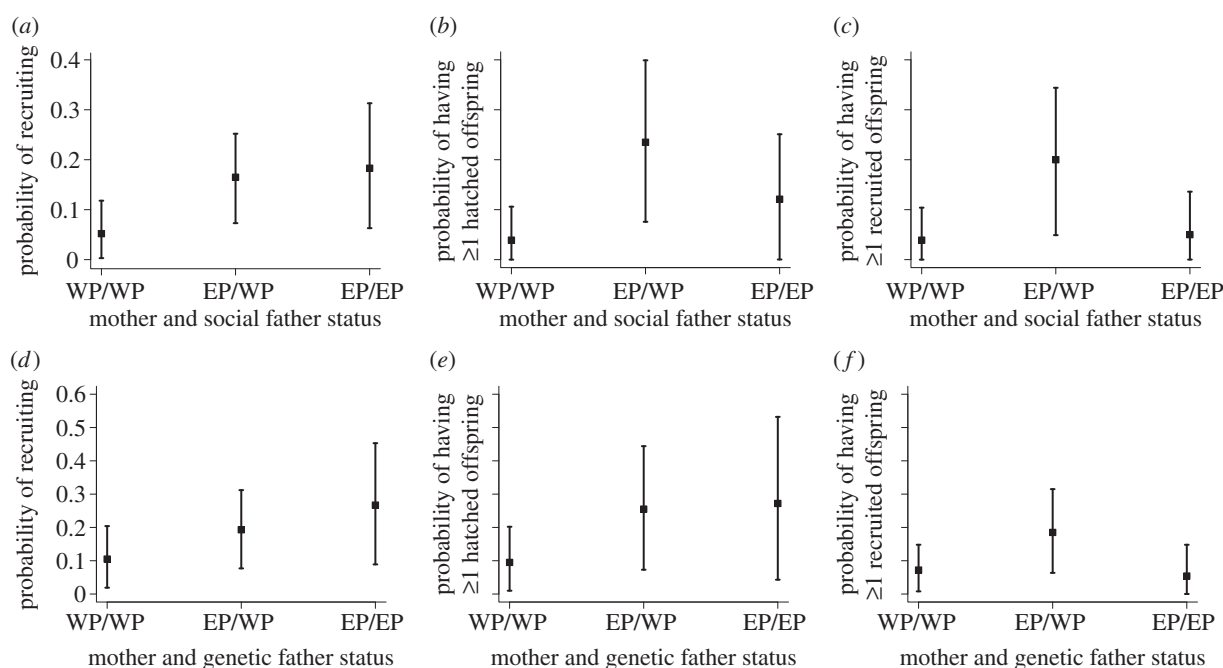 (a)
probability of recruiting
0.4
0.3
0.2
0.1
0
WP/WP EP/WP EP/EP
mother and social father status
(b)
probability of having
≥1 hatched offspring
WP/WP EP/WP EP/EP
mother and social father status
(c)
probability of having
≥1 recruited offspring
WP/WP EP/WP EP/EP
mother and social father status
(d)
probability of recruiting
0.6
0.5
0.4
0.3
0.2
0.1
0
WP/WP EP/WP EP/EP
mother and genetic father status
(e)
probability of having
≥1 hatched offspring
WP/WP EP/WP EP/EP
mother and genetic father status
(f)
probability of having
≥1 recruited offspring
WP/WP EP/WP EP/EP
mother and genetic father status